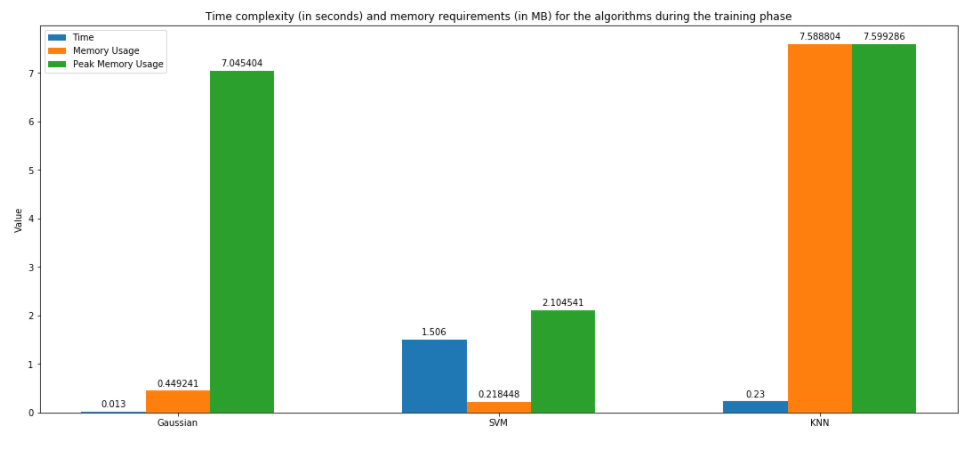 Time complexity (in seconds) and memory requirements (in MB) for the algorithms during the training phase
Time
Memory Usage
Peak Memory Usage
Value
7
6
5
4
3
2
1
0
0.013
0.449241
7.045404
1.506
0.218448
2.104541
0.23
7.588804
7.599286
Gaussian
SVM
KNN